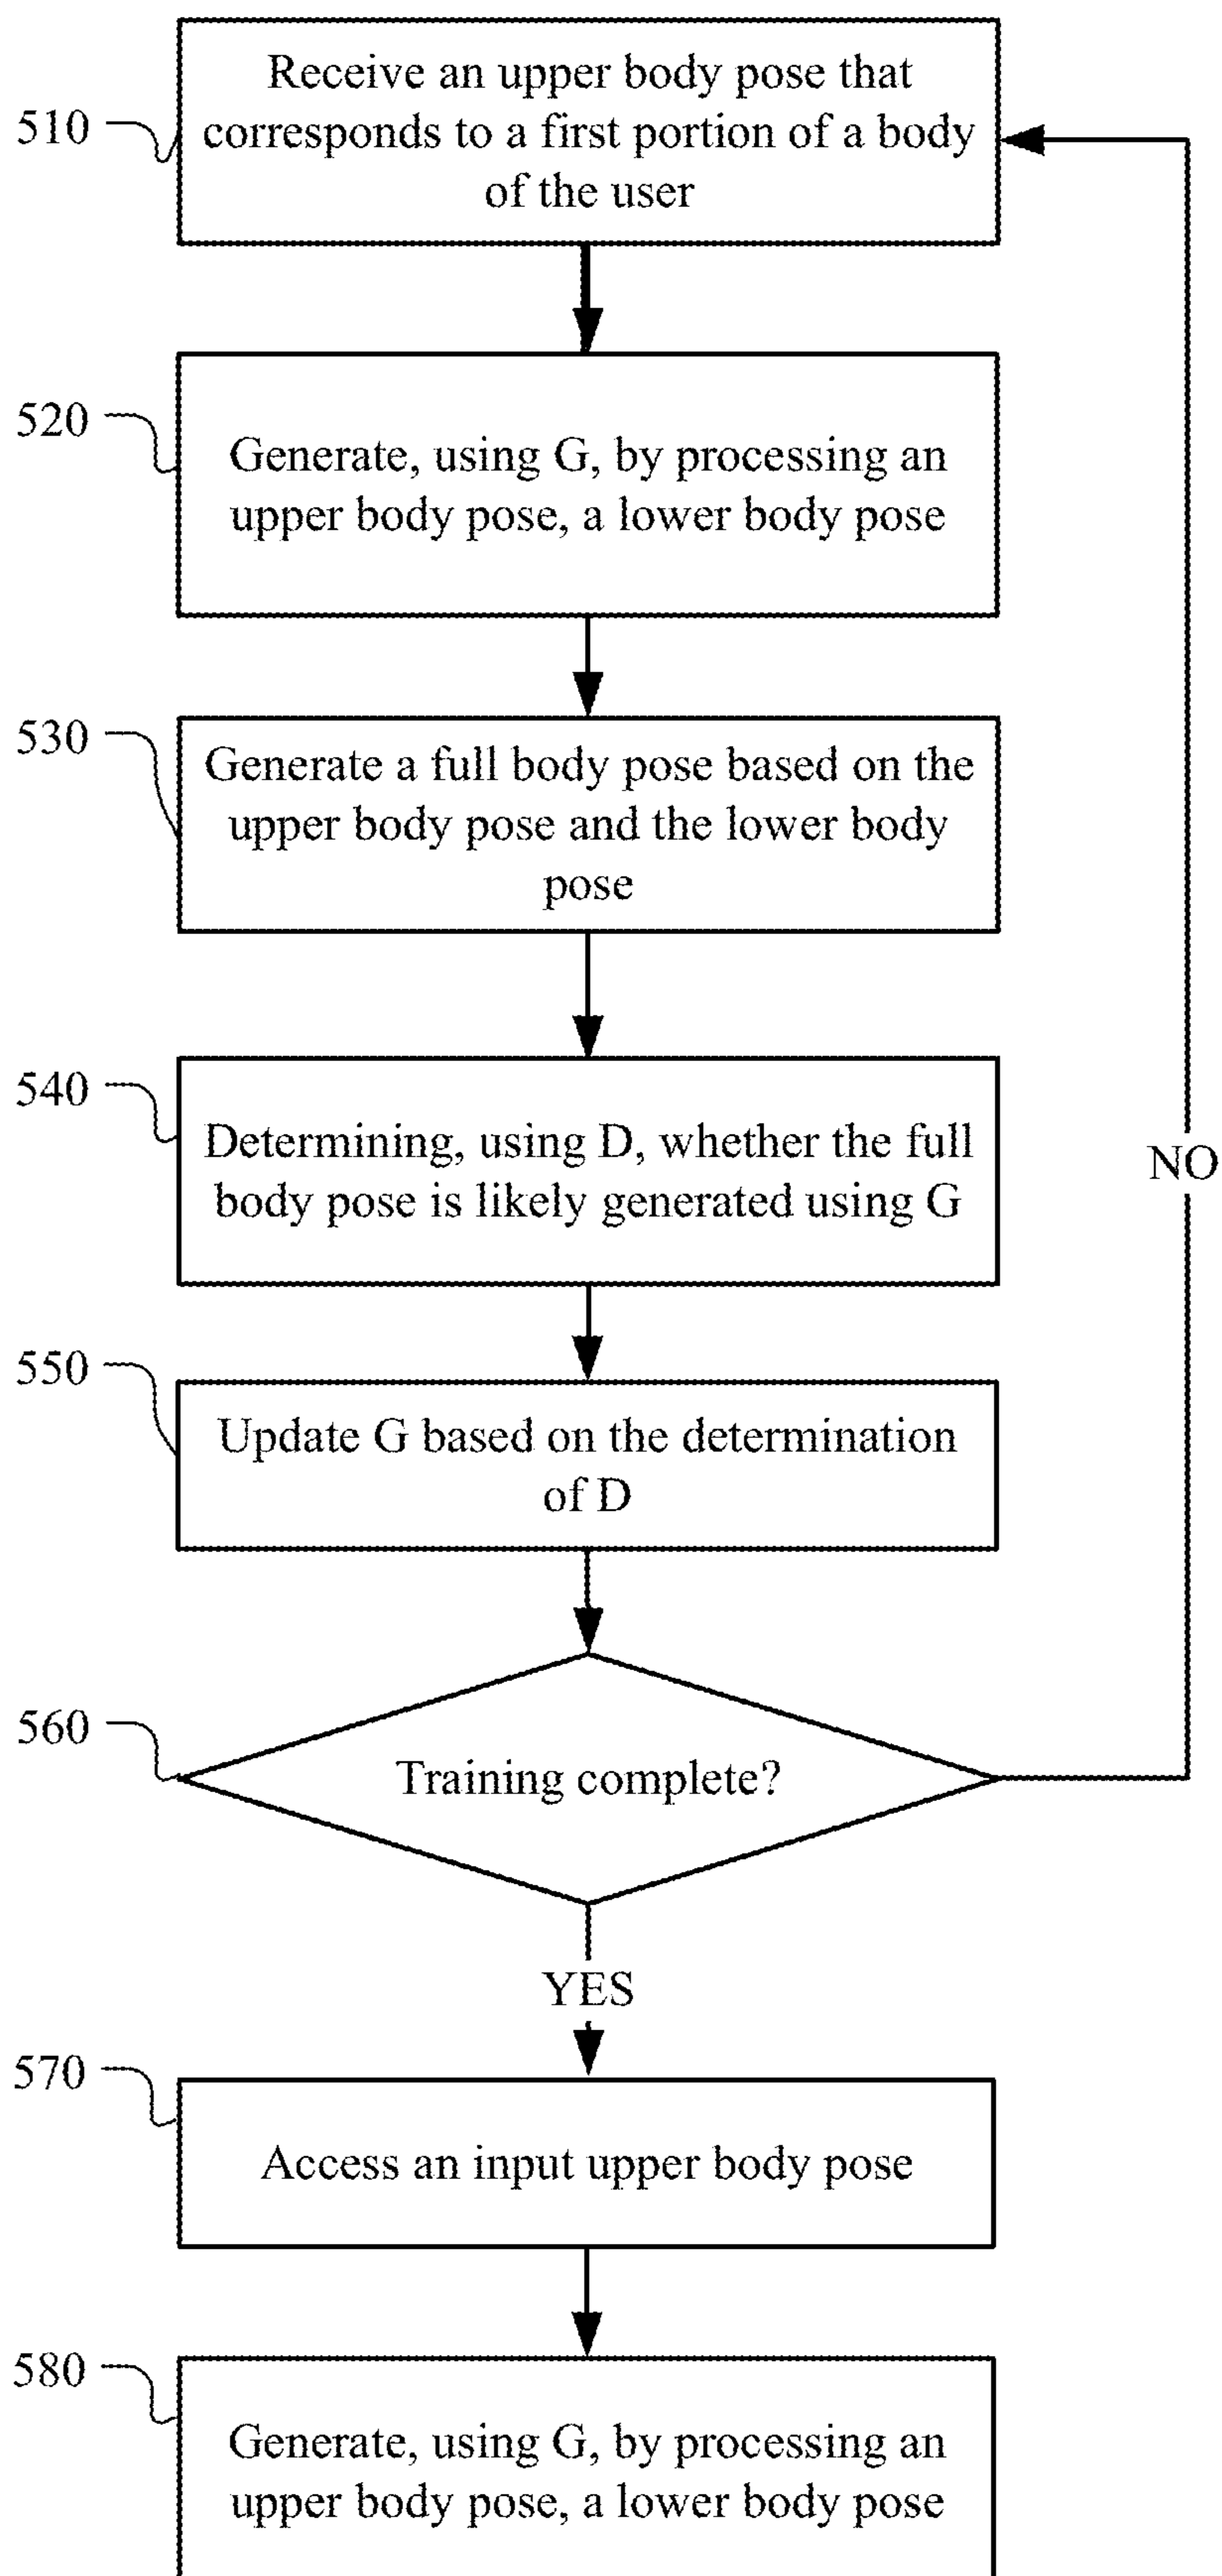 Receive an upper body pose that
510
corresponds to a first portion of a body
of the user
520
Generate, using G, by processing an
upper body pose, a lower body pose
530
Generate a full body pose based on the
upper body pose and the lower body
pose
540
Determining, using D, whether the full
body pose is likely generated using G
NO
550
Update G based on the determination
of D
560
Training complete?
YES
570
Access an input upper body pose
580
Generate, using G, by processing an
upper body pose, a lower body pose